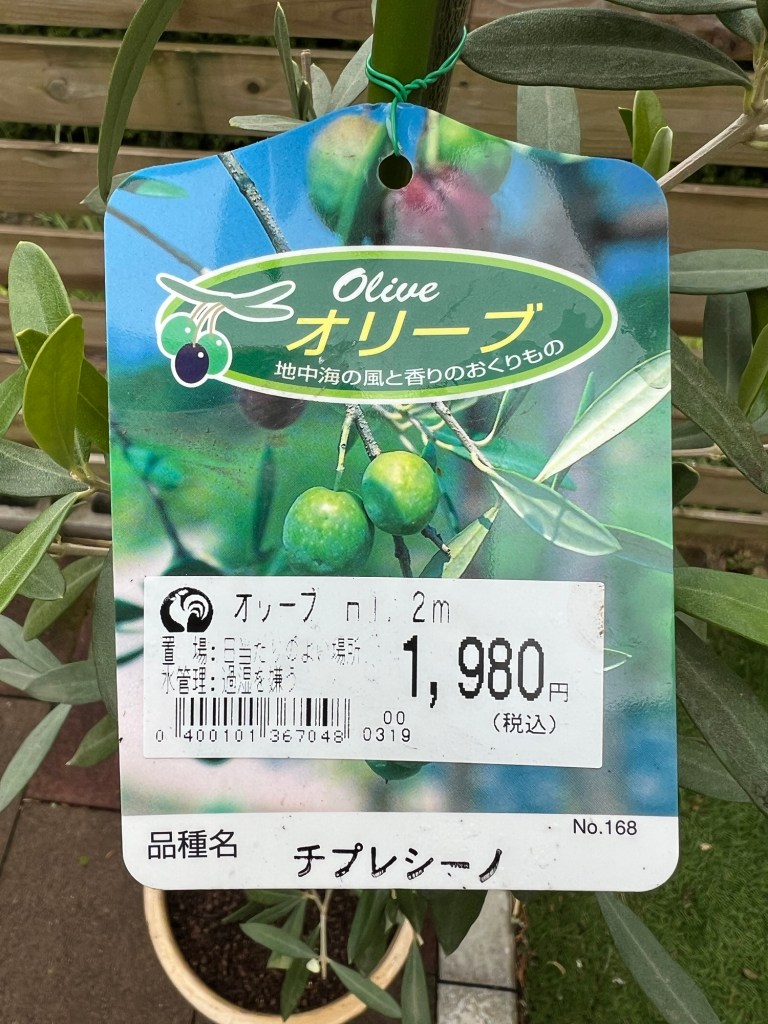 Olive
オリーブ
地中海の風と香りのおくりもの
オリーブ 2m
置 場:日当たりのよい場所
1,980円
水管理:過湿を嫌う
(税込)
00
0 400101 367048 0319
No.168
品種名 チプレシーノ